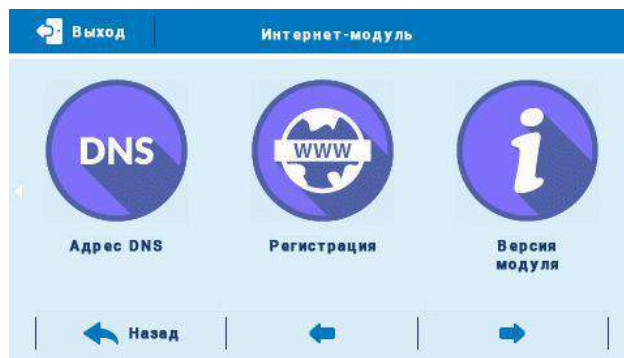 Выход
Интернет-модуль
DNS
WWW
i
Адрес DNS
Регистрация
Версия
модуля
Назад